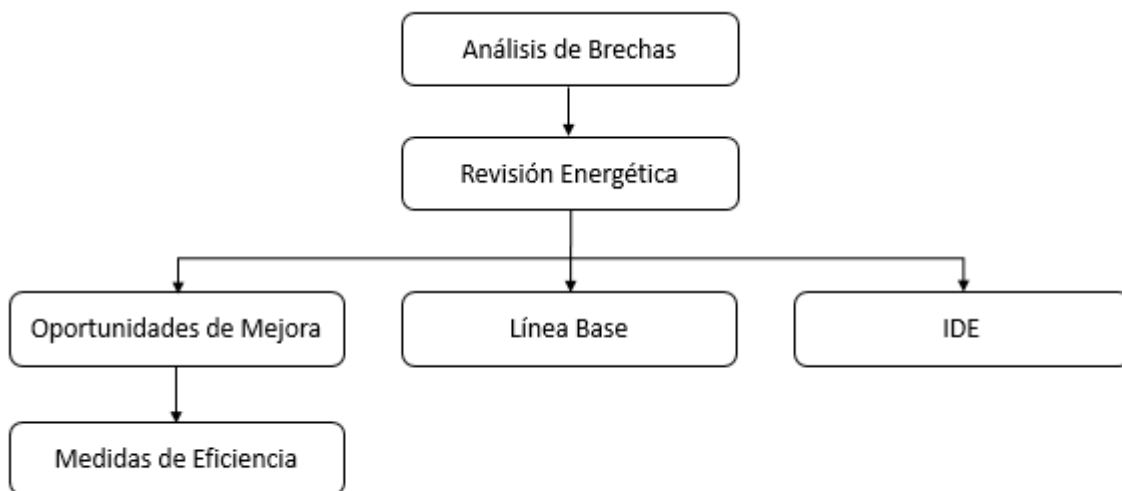 Análisis de Brechas
Revisión Energética
Oportunidades de Mejora
Línea Base
IDE
Medidas de Eficiencia